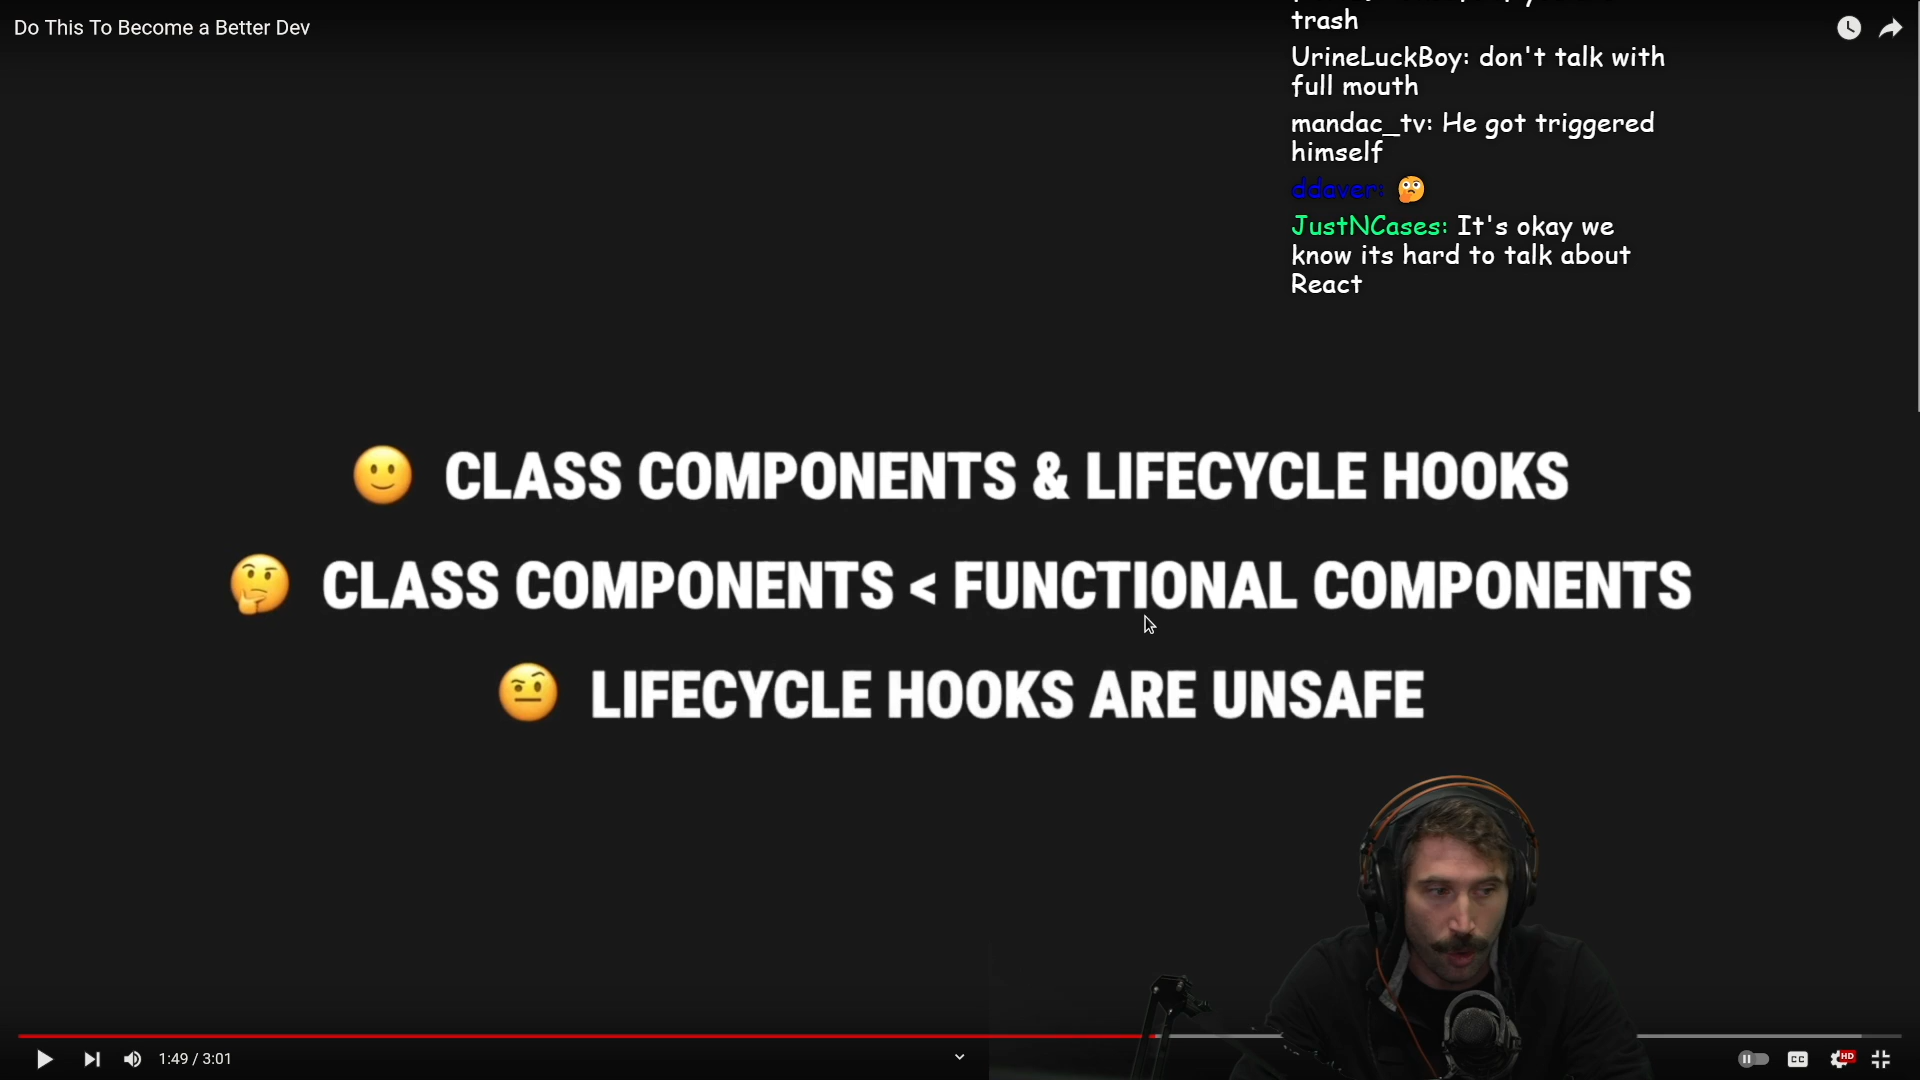 Do This To Become a Better Dev
trash
UrineLuckBoy: don't talk with
full mouth
mandac_tv: He got triggered
himself
ddaver:
JustNCases: It's okay we
know its hard to talk about
React
CLASS COMPONENTS & LIFECYCLE HOOKS
CLASS COMPONENTS < FUNCTIONAL COMPONENTS
LIFECYCLE HOOKS ARE UNSAFE
1:49 / 3:01
CC
HD